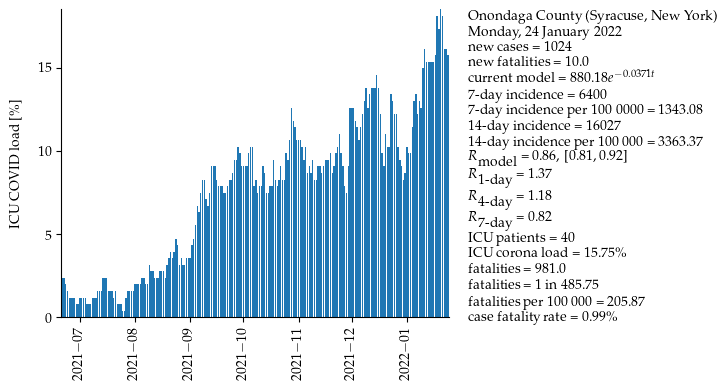 Onondaga County (Syracuse, New York)
Monday, 24 January 2022
new cases = 1024
new fatalities = 10.0
current model = 880.18e^{−0.0371t}
7-day incidence = 6400
7-day incidence per 100 0000 = 1343.08
14-day incidence = 16027
14-day incidence per 100 000 = 3363.37
R_model = 0.86, [0.81, 0.92]
R_1-day = 1.37
R_4-day = 1.18
R_7-day = 0.82
ICU patients = 40
ICU corona load = 15.75%
fatalities = 981.0
fatalities = 1 in 485.75
fatalities per 100 000 = 205.87
case fatality rate = 0.99%
ICU COVID load [%]
15
10
5
0
2021−07
2021−08
2021−09
2021−10
2021−11
2021−12
2022−01